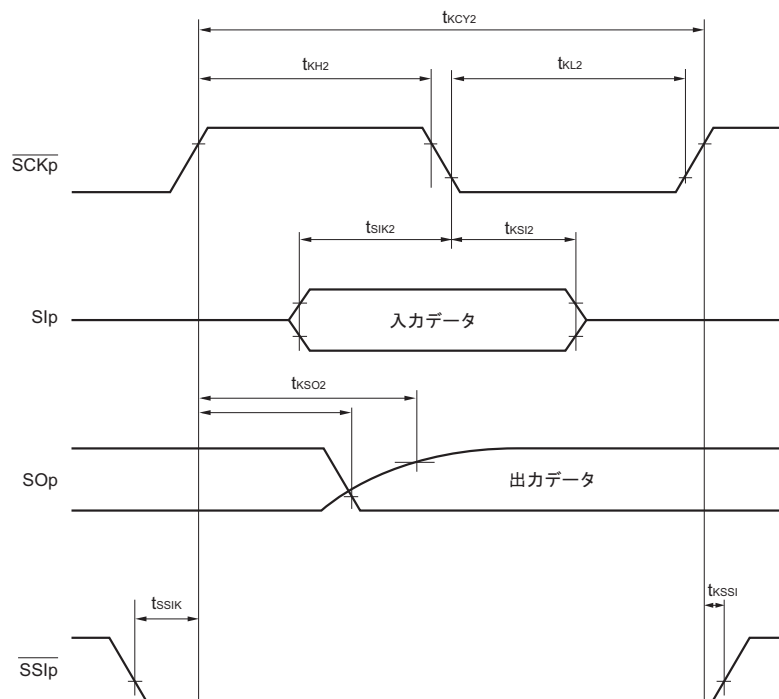 tKCY2
tKH2
tKL2
SCKp
tSIK2
tKSI2
SIp
入力データ
tKSO2
SOp
出力データ
tSSIK
tKSSI
SSIp